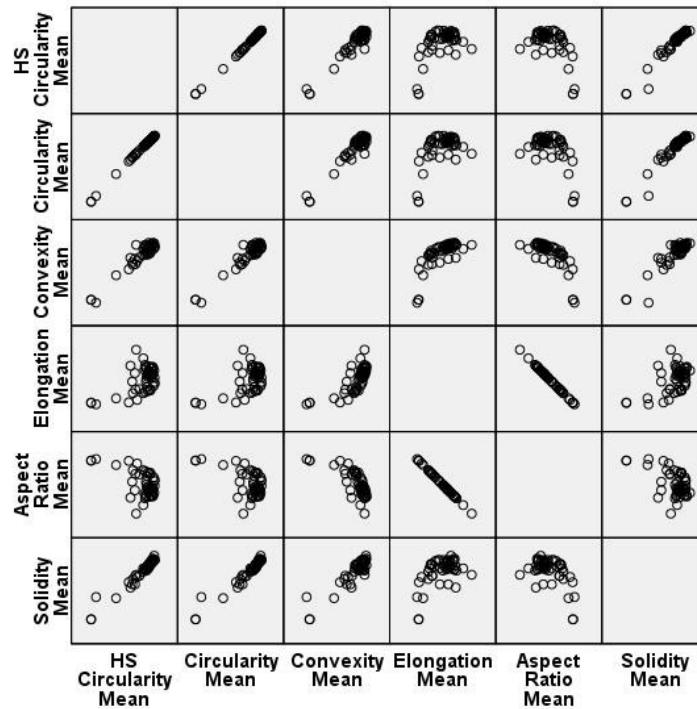 HS
Circularity
Mean
Circularity
Mean
Convexity
Mean
Elongation
Mean
Aspect
Ratio
Mean
Solidity
Mean
HS
Circularity
Mean
Circularity
Mean
Convexity
Mean
Elongation
Mean
Aspect
Ratio
Mean
Solidity
Mean